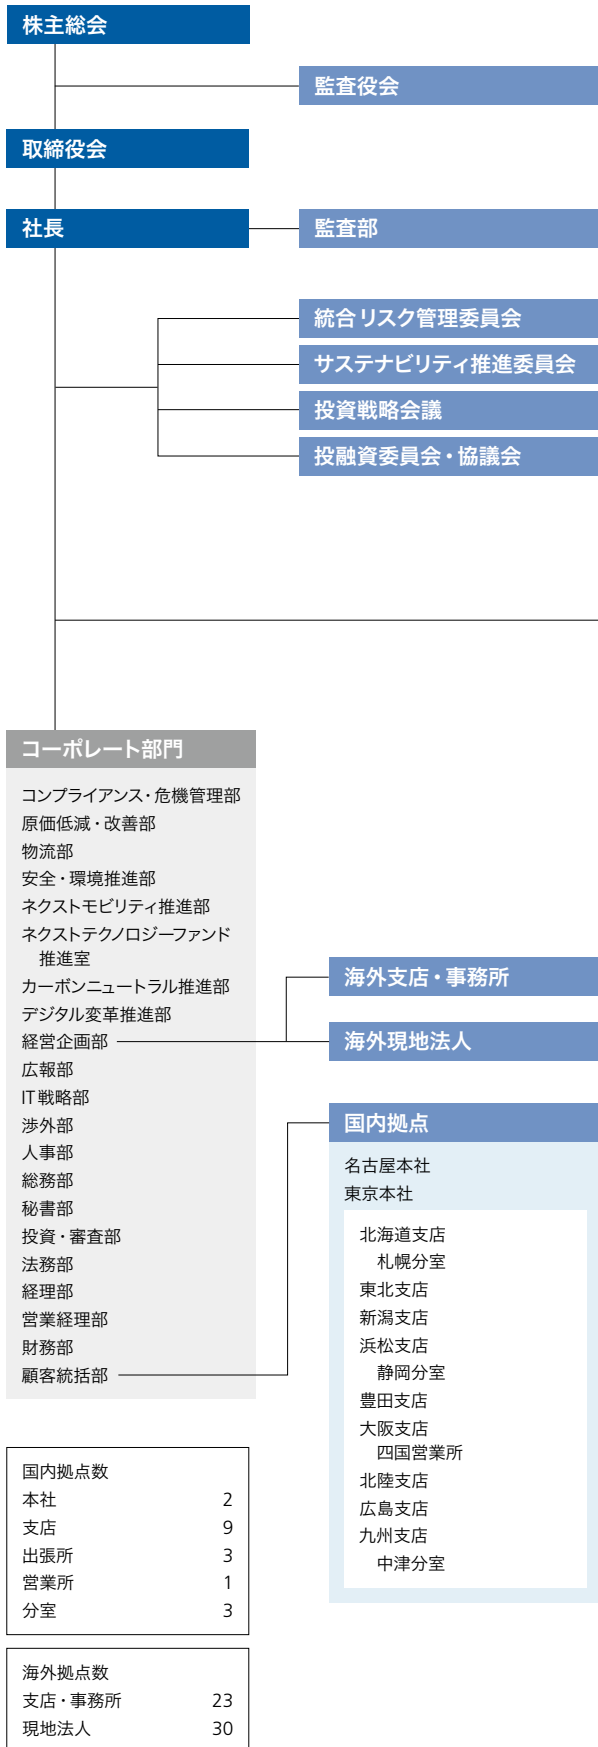 株主総会
監査役会
取締役会
社長
監査部
統合リスク管理委員会
サステナビリティ推進委員会
投資戦略会議
投融資委員会・協議会
コーポレート部門
コンプライアンス・危機管理部
原価低減・改善部
物流部
安全・環境推進部
ネクストモビリティ推進部
ネクストテクノロジーファンド
推進室
カーボンニュートラル推進部
デジタル変革推進部
経営企画部
広報部
IT戦略部
渉外部
人事部
総務部
秘書部
投資・審査部
法務部
経理部
営業経理部
財務部
顧客統括部
海外支店・事務所
海外現地法人
国内拠点
名古屋本社
東京本社
北海道支店
札幌分室
東北支店
新潟支店
浜松支店
静岡分室
豊田支店
大阪支店
四国営業所
北陸支店
広島支店
九州支店
中津分室
国内拠点数
本社 2
支店 9
出張所 3
営業所 1
分室 3
海外拠点数
支店・事務所 23
現地法人 30